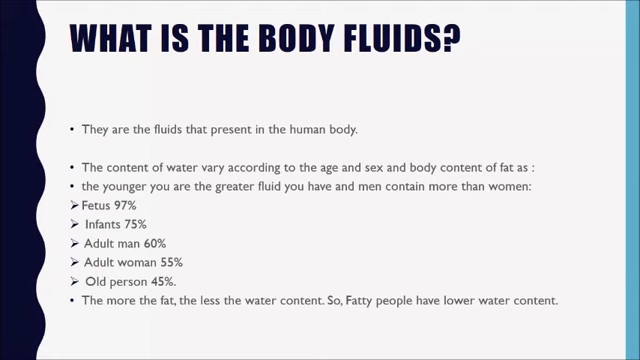 WHAT IS THE BODY FLUIDS?
• They are the fluids that present in the human body.
• The content of water vary according to the age and sex and body content of fat as :
• the younger you are the greater fluid you have and men contain more than women:
➢ Fetus 97%
➢ Infants 75%
➢ Adult man 60%
➢ Adult woman 55%
➢ Old person 45%.
• The more the fat, the less the water content. So, Fatty people have lower water content.